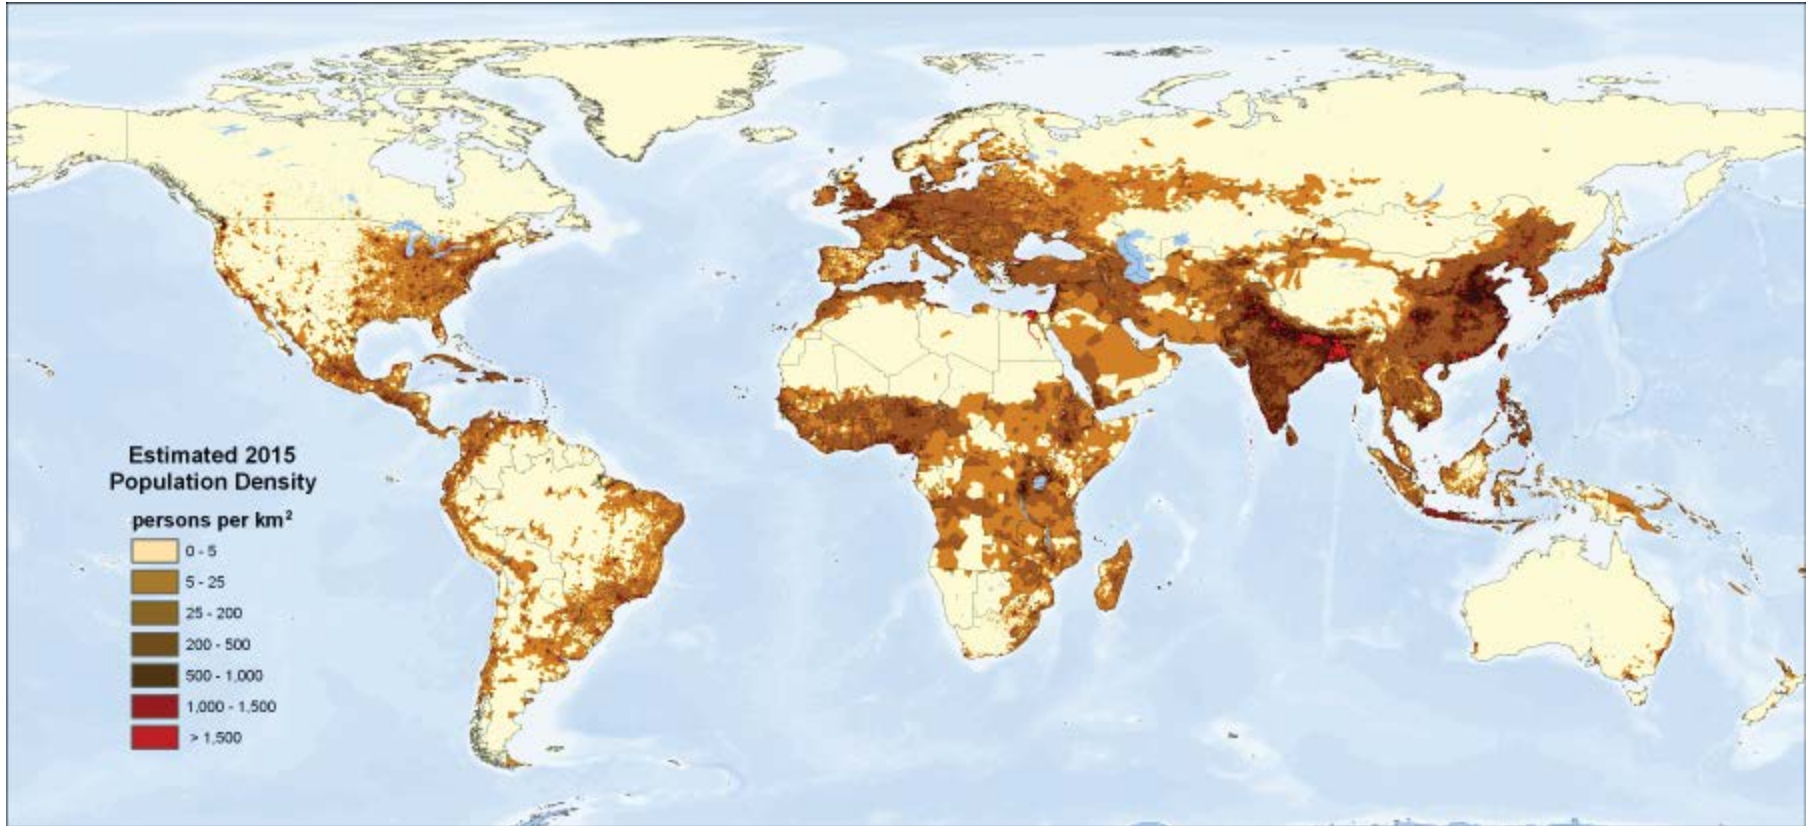 Estimated 2015
Population Density
persons per km²
0 - 5
5 - 25
25 - 200
200 - 500
500 - 1,000
1,000 - 1,500
> 1,500